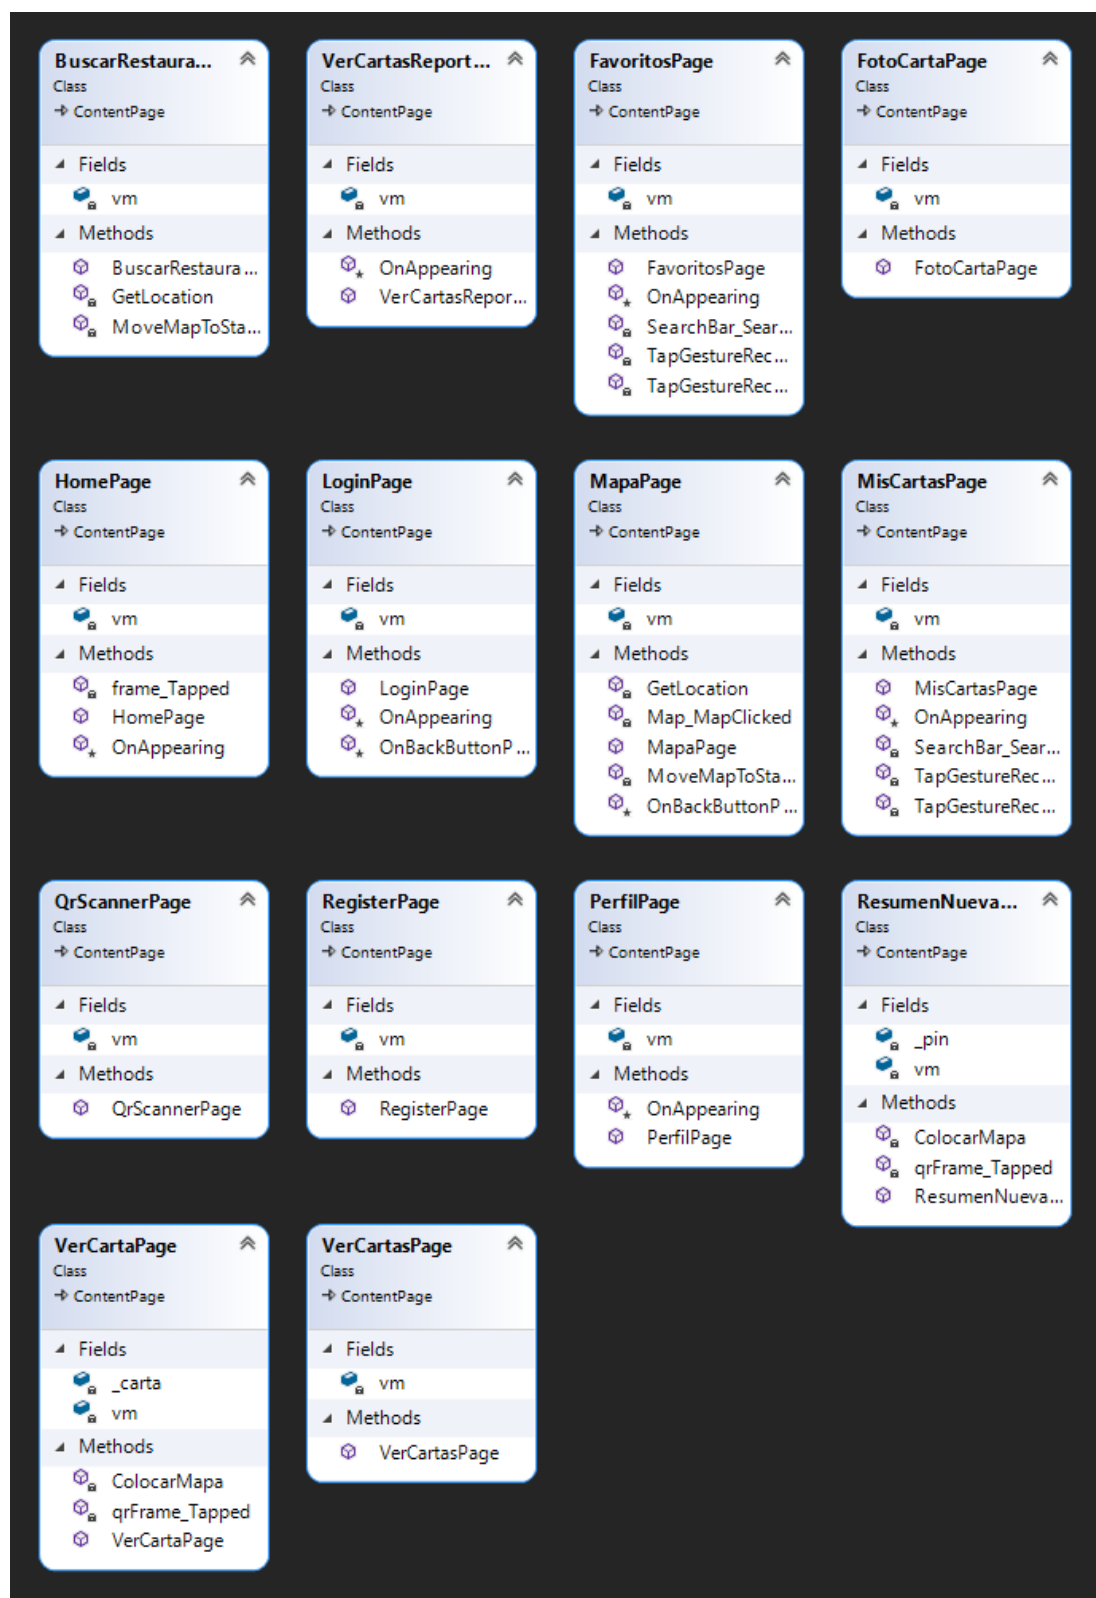 BuscarRestaura...
Class
ContentPage
Fields
vm
Methods
BuscarRestaura...
GetLocation
MoveMapToSta...
VerCartasReport...
Class
ContentPage
Fields
vm
Methods
OnAppearing
VerCartasRepor...
FavoritosPage
Class
ContentPage
Fields
vm
Methods
FavoritosPage
OnAppearing
SearchBar_Sear...
TapGestureRec...
TapGestureRec...
FotoCartaPage
Class
ContentPage
Fields
vm
Methods
FotoCartaPage
HomePage
Class
ContentPage
Fields
vm
Methods
frame_Tapped
HomePage
OnAppearing
LoginPage
Class
ContentPage
Fields
vm
Methods
LoginPage
OnAppearing
OnBackButtonP...
MapaPage
Class
ContentPage
Fields
vm
Methods
GetLocation
Map_MapClicked
MapaPage
MoveMapToSta...
OnBackButtonP...
MisCartasPage
Class
ContentPage
Fields
vm
Methods
MisCartasPage
OnAppearing
SearchBar_Sear...
TapGestureRec...
TapGestureRec...
QrScannerPage
Class
ContentPage
Fields
vm
Methods
QrScannerPage
RegisterPage
Class
ContentPage
Fields
vm
Methods
RegisterPage
PerfilPage
Class
ContentPage
Fields
vm
Methods
OnAppearing
PerfilPage
ResumenNueva...
Class
ContentPage
Fields
_pin
vm
Methods
ColocarMapa
qrFrame_Tapped
ResumenNueva...
VerCartaPage
Class
ContentPage
Fields
_carta
vm
Methods
ColocarMapa
qrFrame_Tapped
VerCartaPage
VerCartasPage
Class
ContentPage
Fields
vm
Methods
VerCartasPage